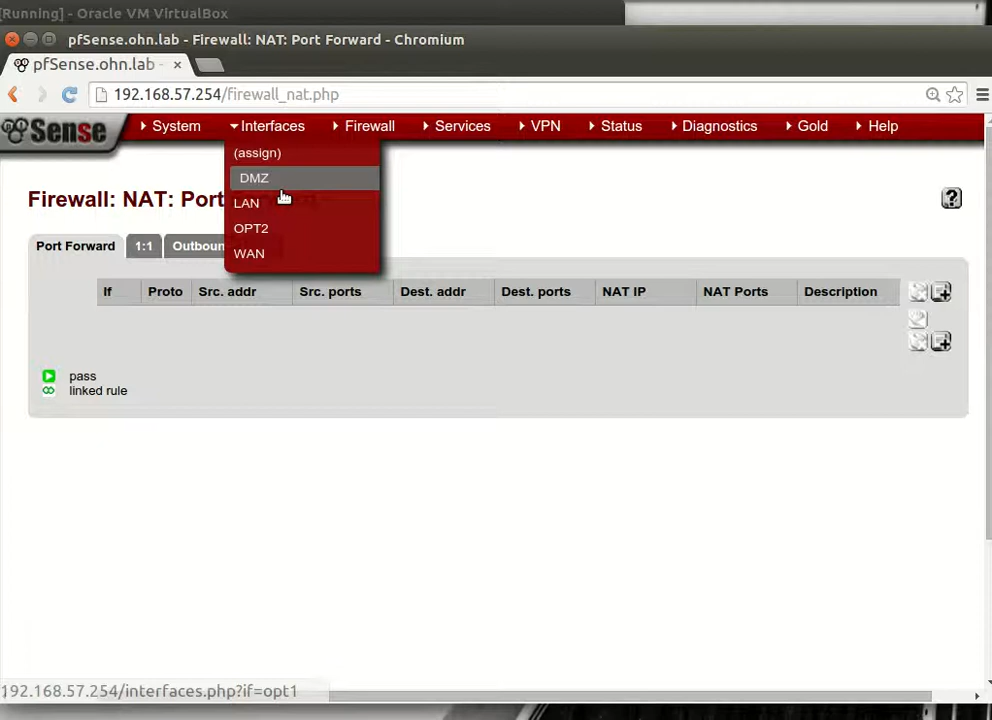 [Running] - Oracle VM VirtualBox
pfSense.ohn.lab - Firewall: NAT: Port Forward - Chromium
pfSense.ohn.lab - ×
192.168.57.254/firewall_nat.php
Sense System Interfaces Firewall Services VPN Status Diagnostics Gold Help
(assign)
DMZ
LAN
OPT2
WAN
Firewall: NAT: Port
?
Port Forward 1:1 Outboun
If Proto Src. addr Src. ports Dest. addr Dest. ports NAT IP NAT Ports Description
pass
linked rule
192.168.57.254/interfaces.php?if=opt1